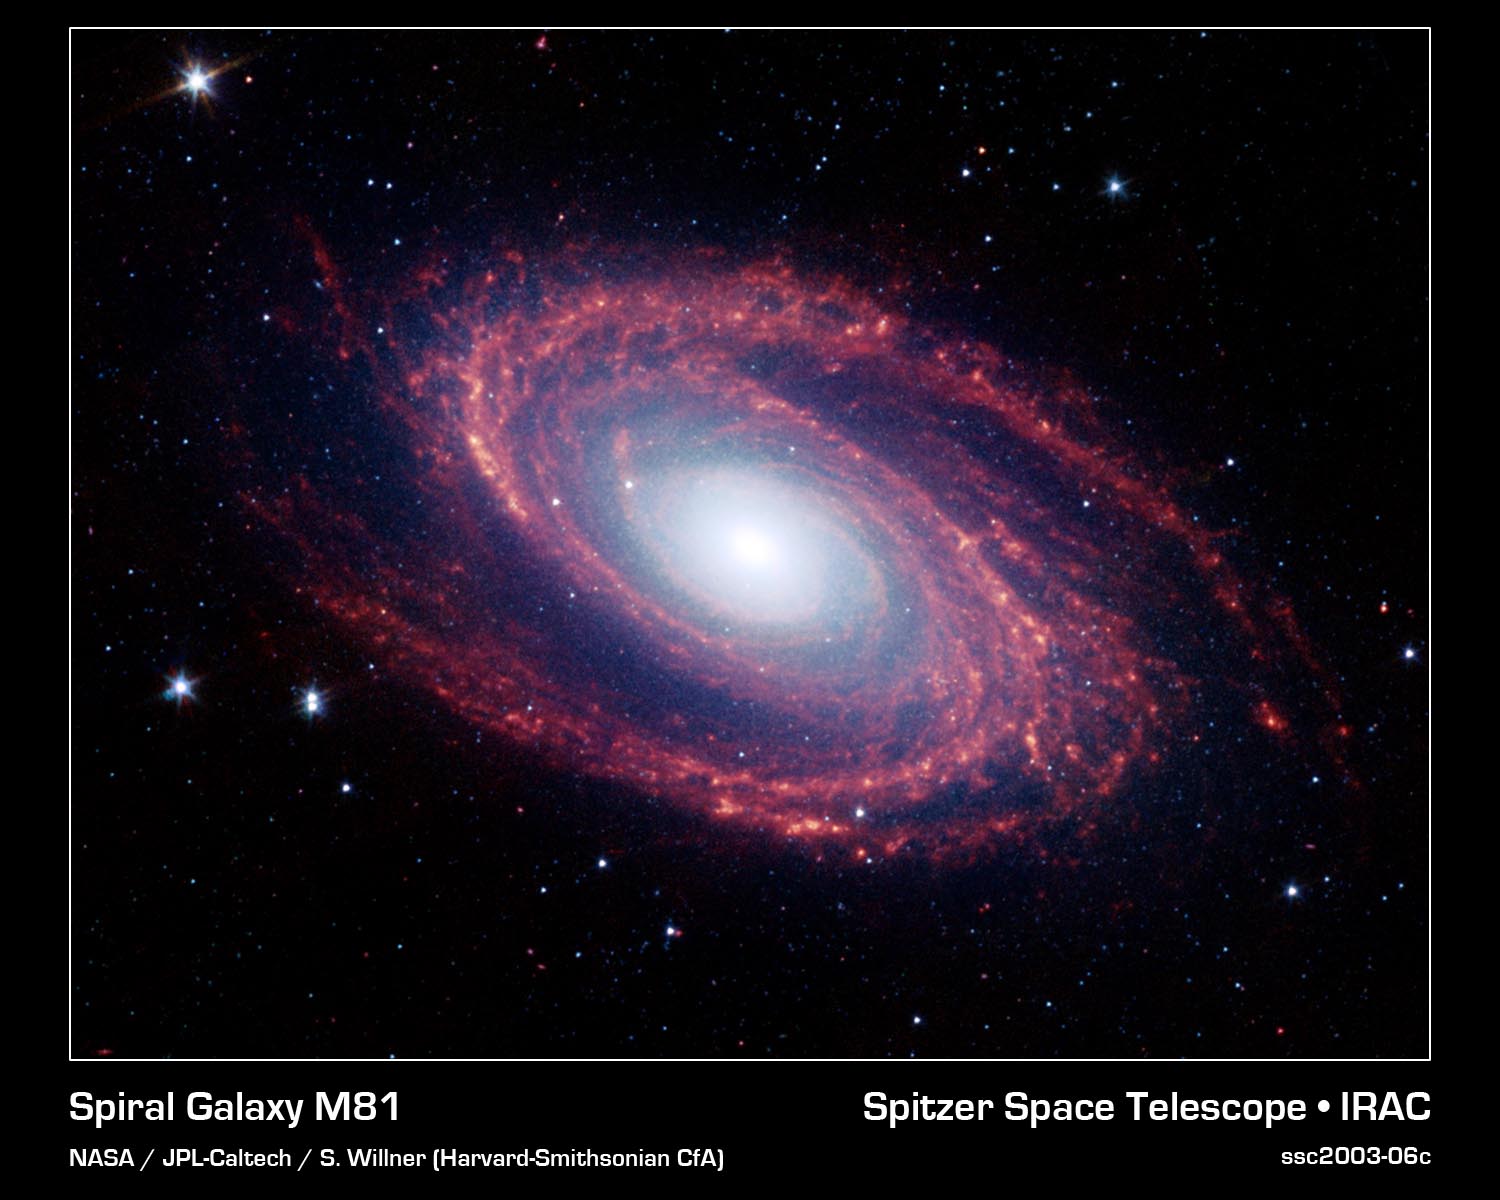 Spiral Galaxy M81
Spitzer Space Telescope • IRAC
NASA / JPL-Caltech / S. Willner (Harvard-Smithsonian CfA)
ssc2003-06c